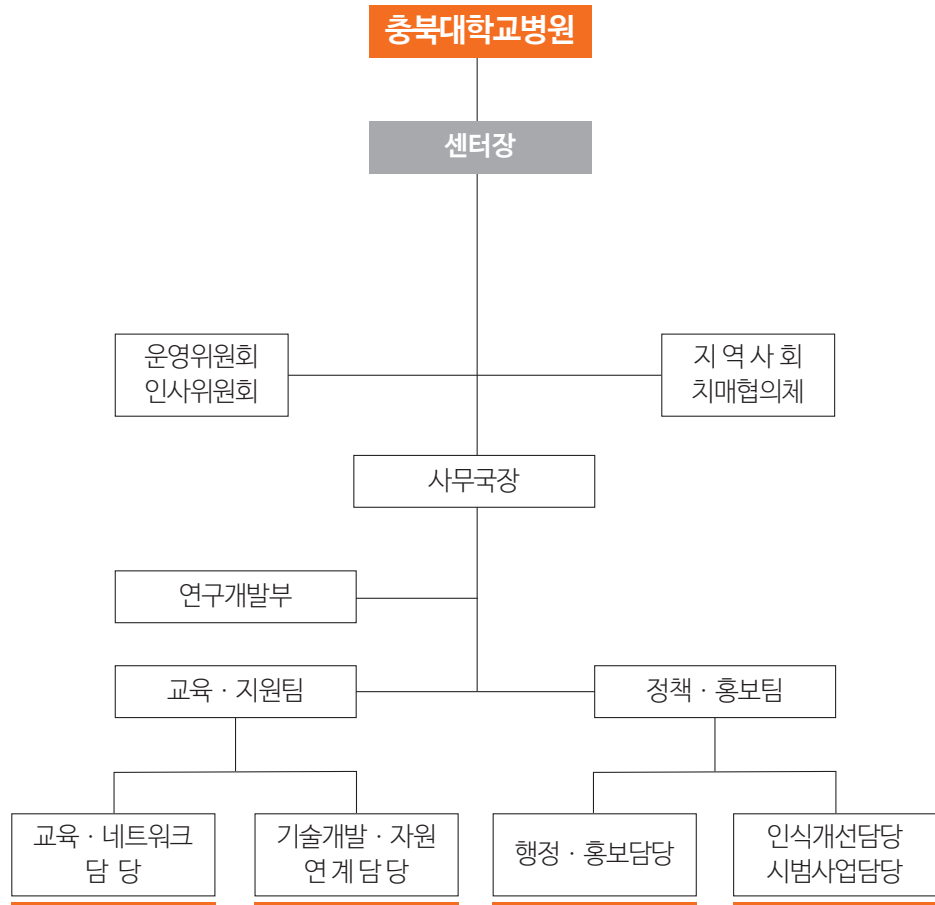 충북대학교병원
센터장
운영위원회
인사위원회
지 역 사 회
치매협의체
사무국장
연구개발부
교육 · 지원팀
정책 · 홍보팀
교육 · 네트워크
담 당
기술개발 · 자원
연 계 담 당
행정 · 홍보담당
인식개선담당
시범사업담당